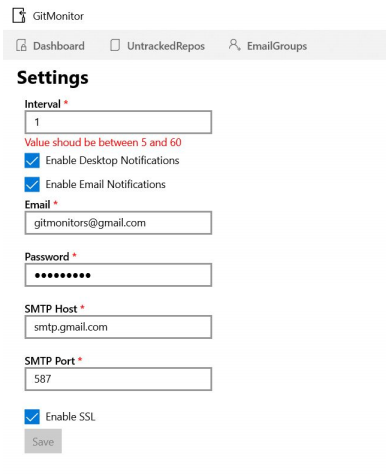 GitMonitor
Dashboard UntrackedRepos EmailGroups
Settings
Interval *
1
Value shoud be between 5 and 60
Enable Desktop Notifications
Enable Email Notifications
Email *
gitmonitors@gmail.com
Password *
●●●●●●●●●
SMTP Host *
smtp.gmail.com
SMTP Port *
587
Enable SSL
Save